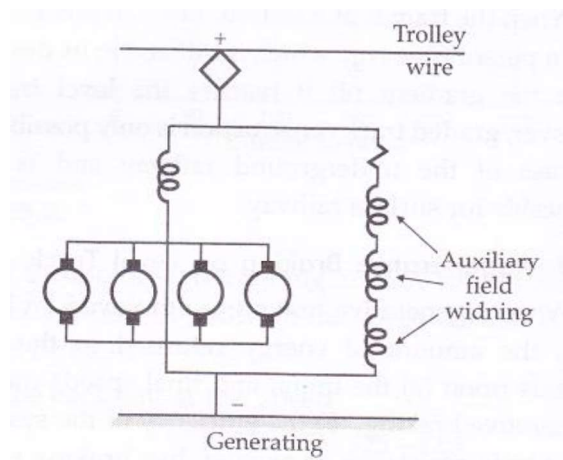 +
Trolley
wire
Auxiliary
field
widning
−
Generating